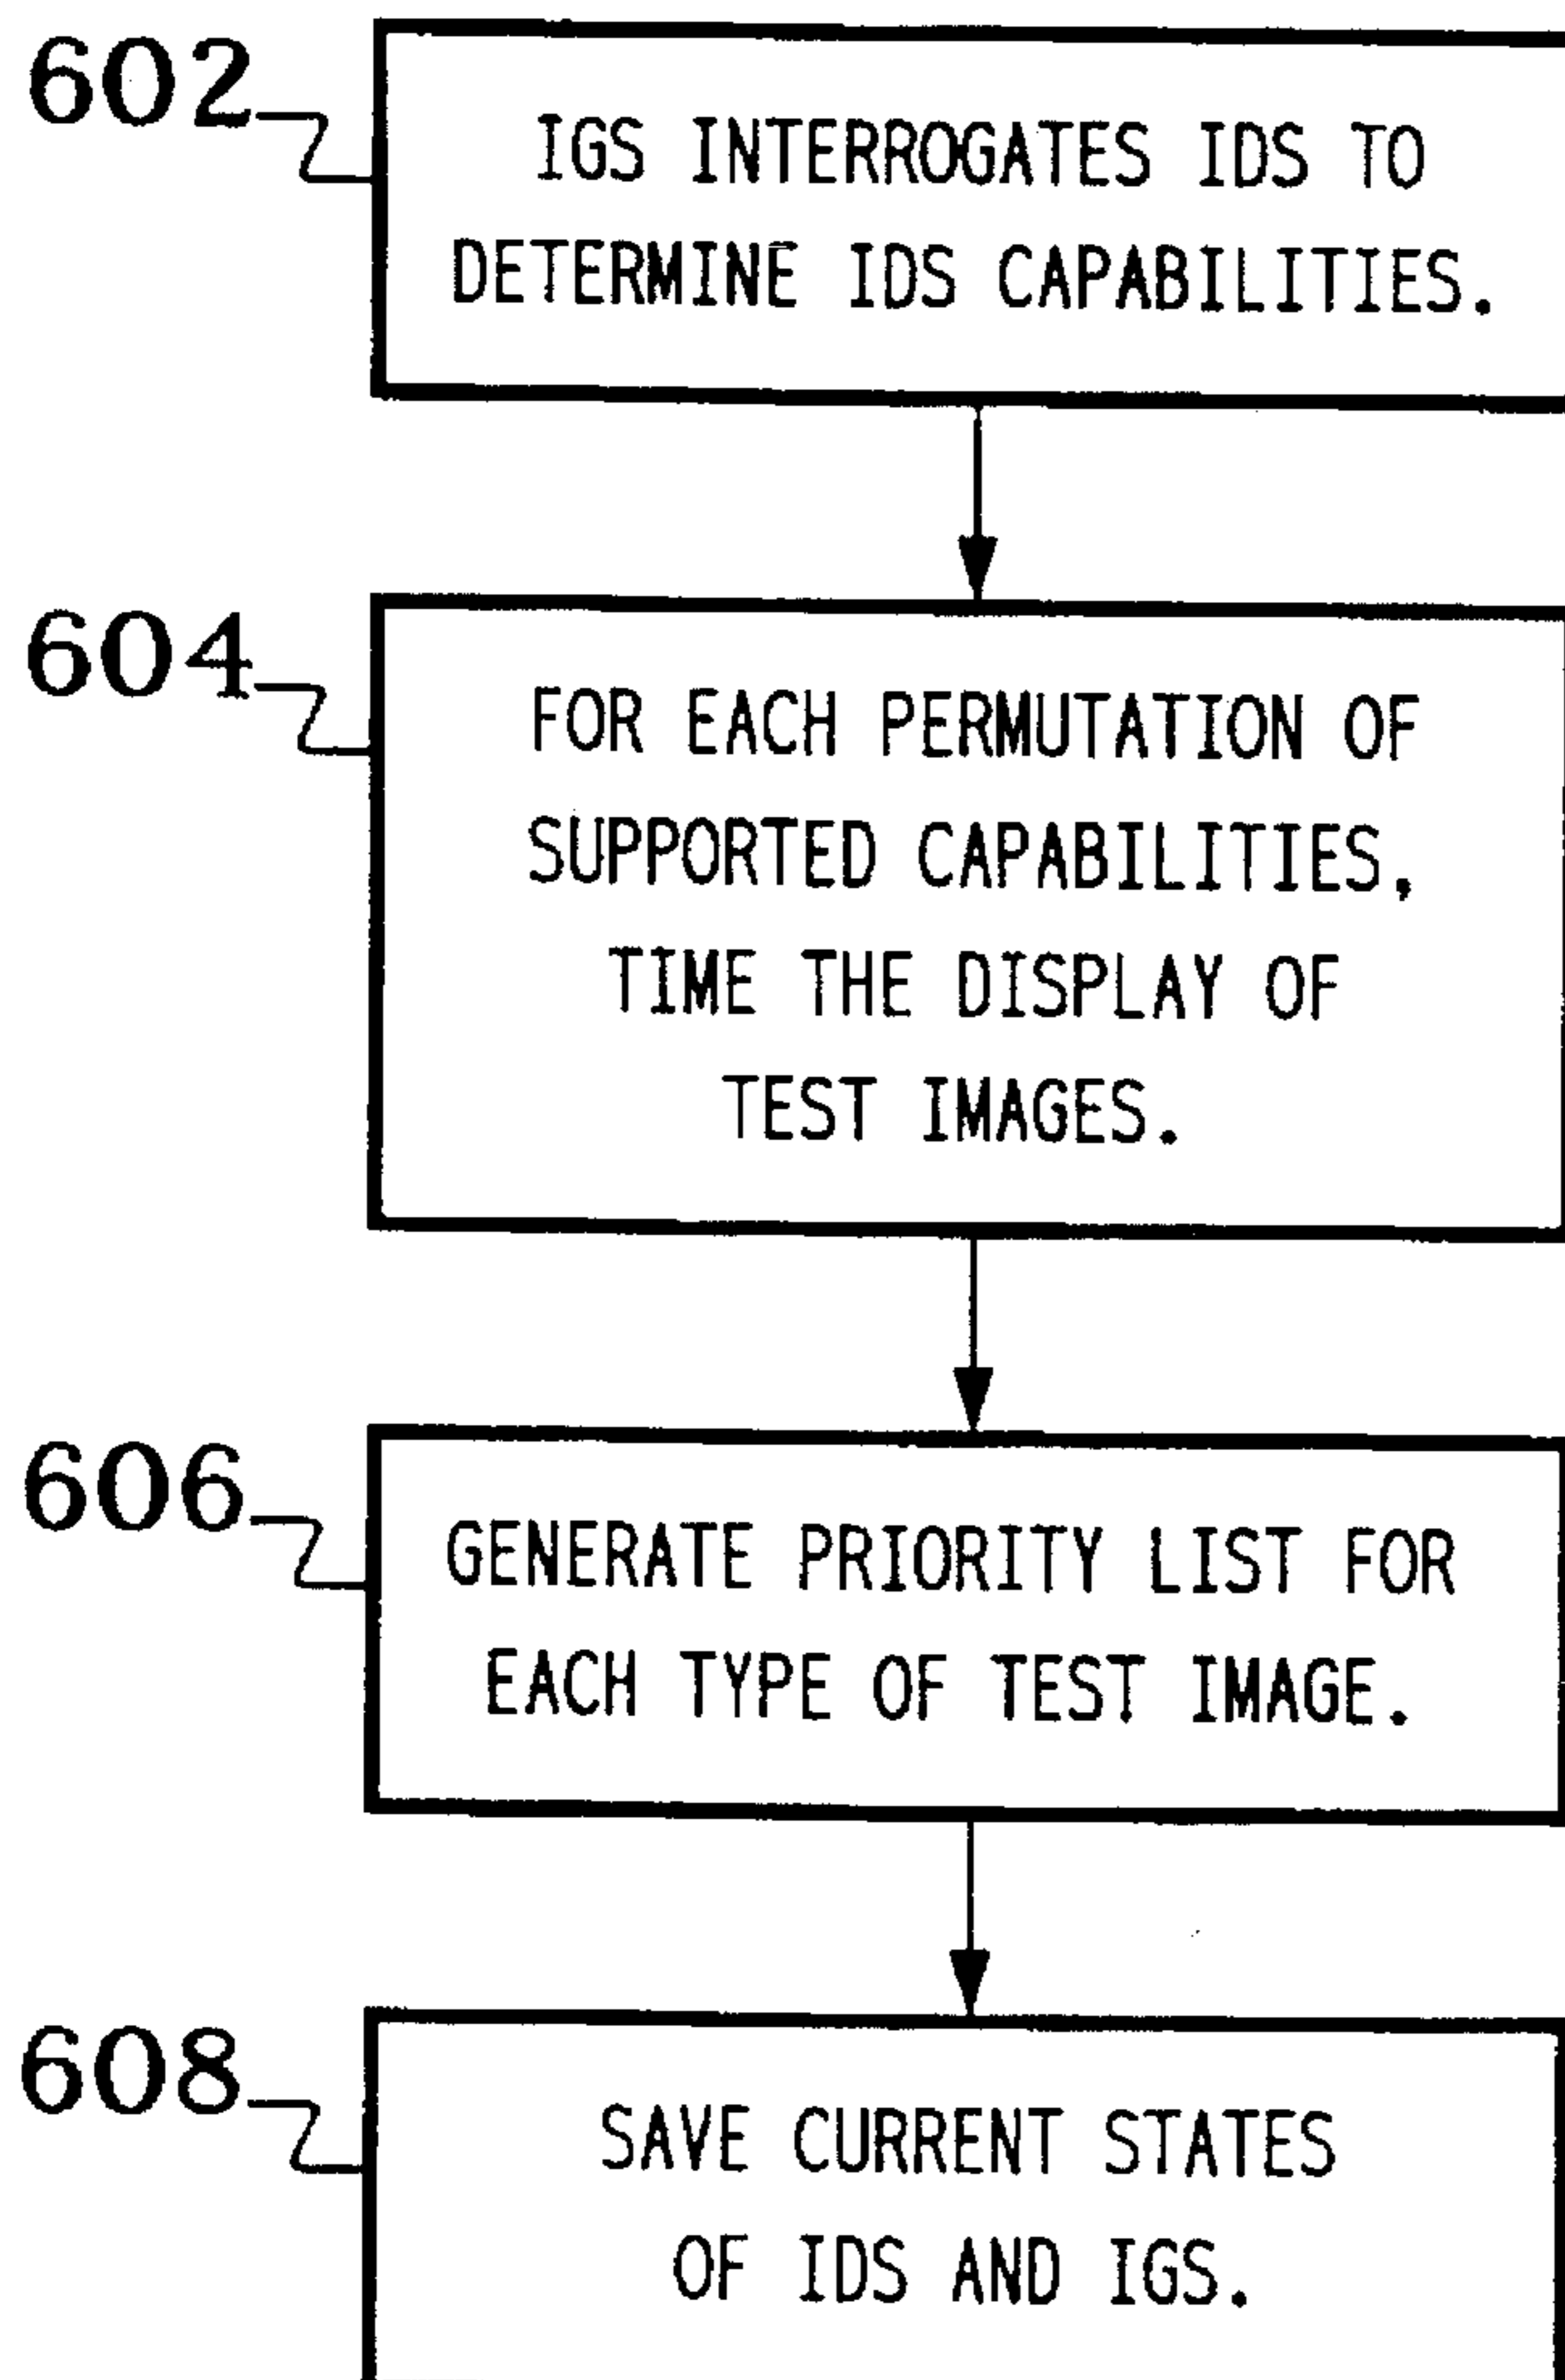 602
IGS INTERROGATES IDS TO
DETERMINE IDS CAPABILITIES.
604
FOR EACH PERMUTATION OF
SUPPORTED CAPABILITIES,
TIME THE DISPLAY OF
TEST IMAGES.
606
GENERATE PRIORITY LIST FOR
EACH TYPE OF TEST IMAGE.
608
SAVE CURRENT STATES
OF IDS AND IGS.